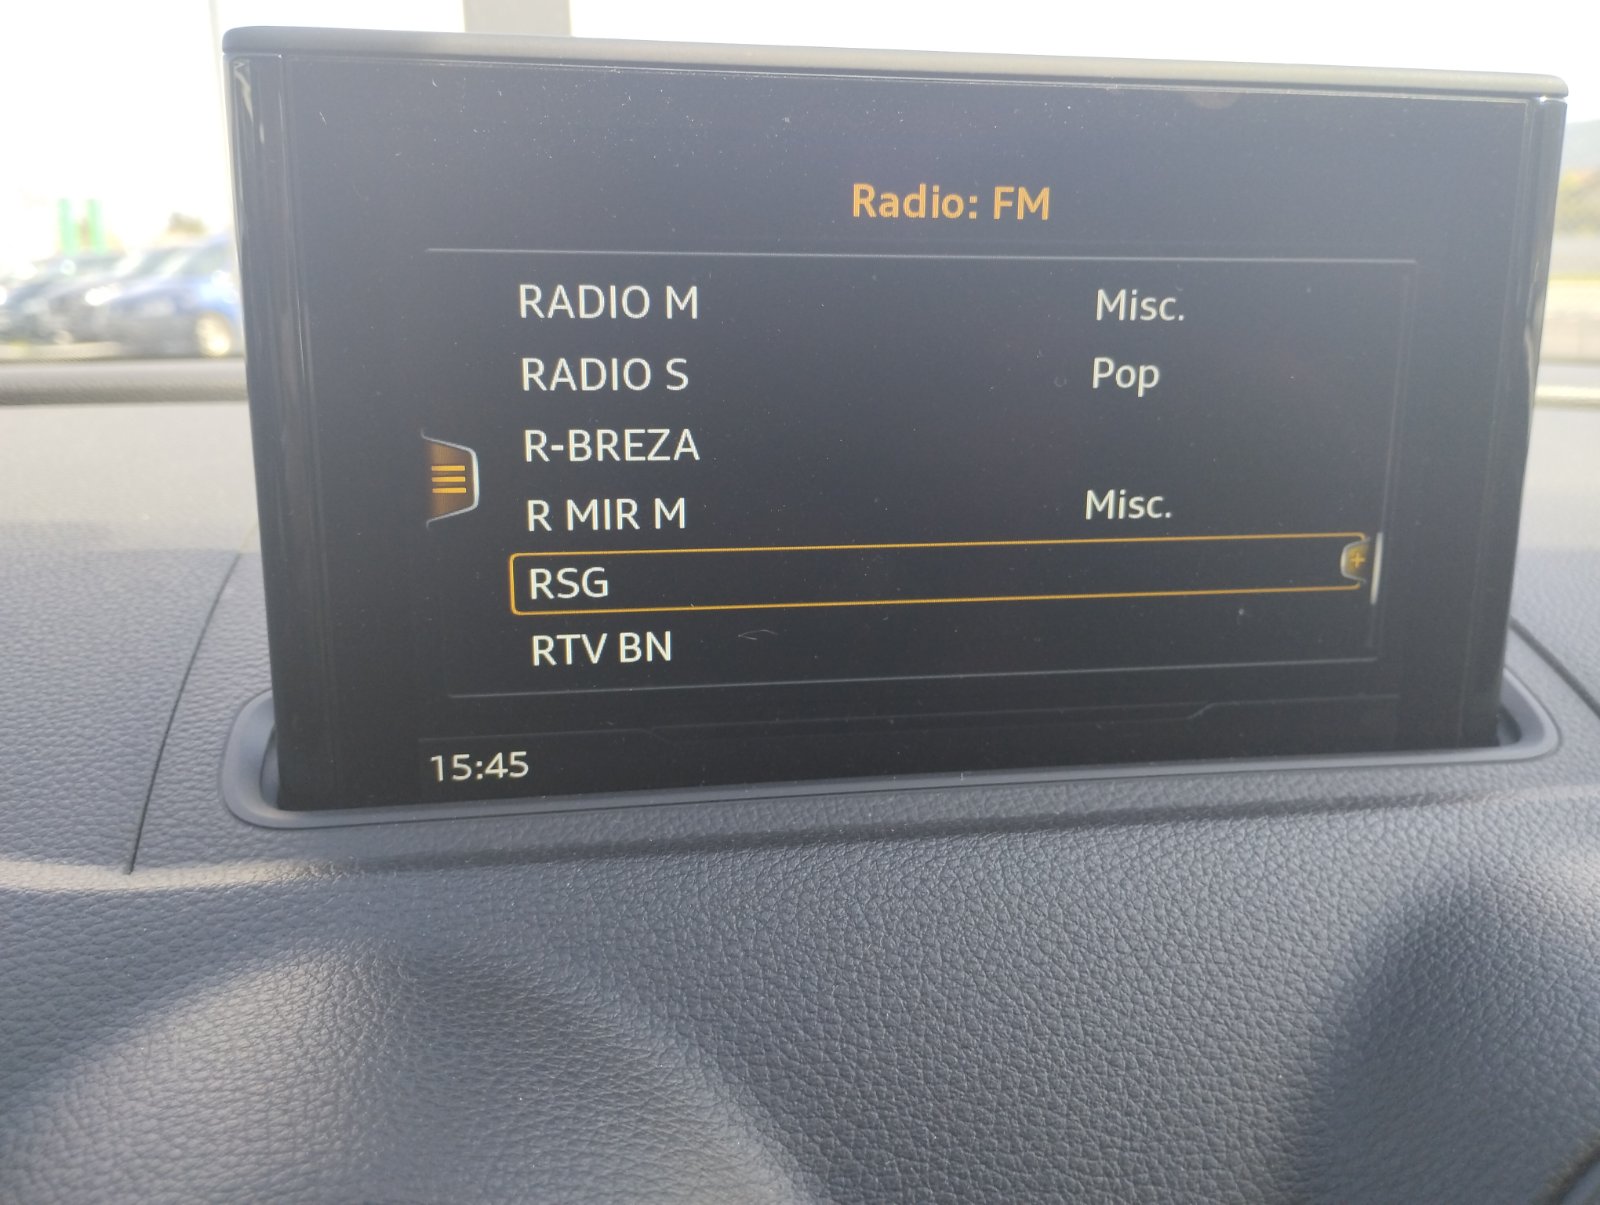 Radio: FM
RADIO M Misc.
RADIO S Pop
R-BREZA
R MIR M Misc.
RSG
RTV BN
15:45